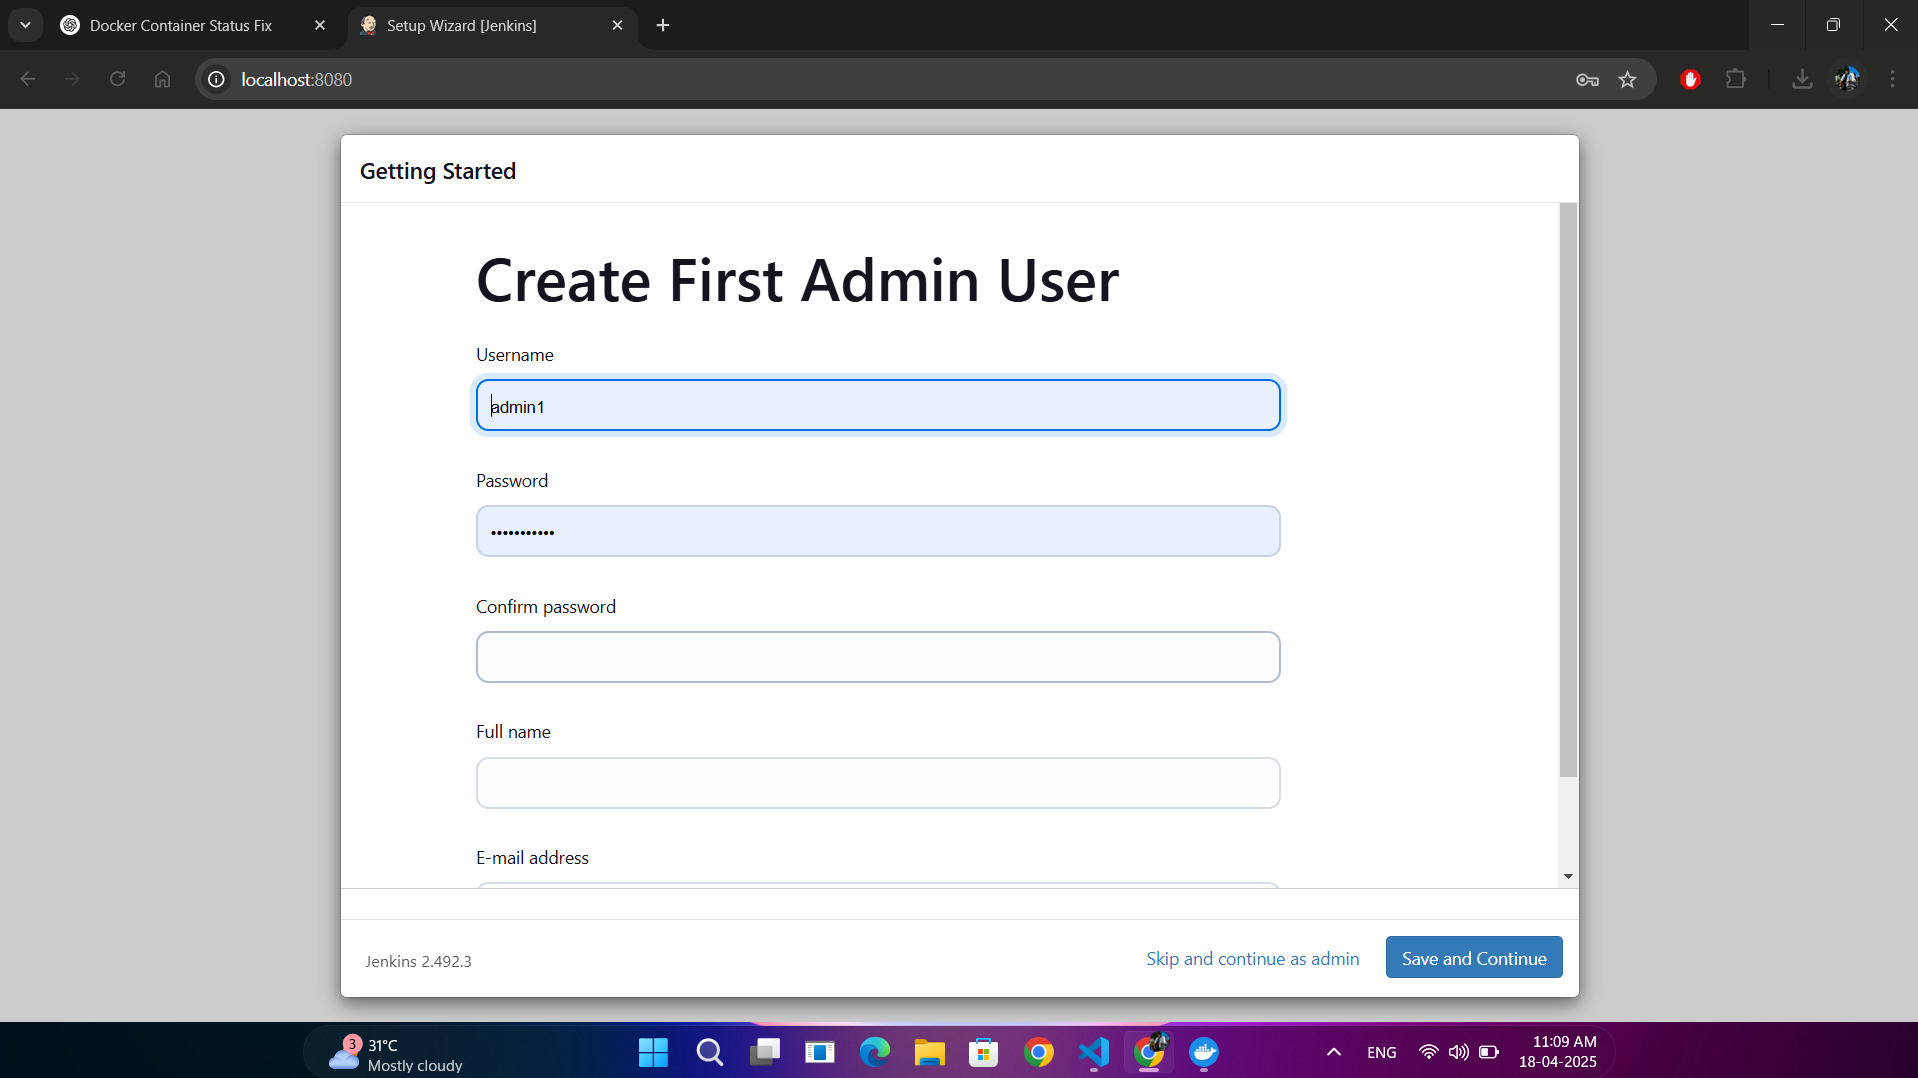 Docker Container Status Fix
Setup Wizard [Jenkins]
localhost:8080
Getting Started
Create First Admin User
Username
admin1
Password
•••••••••••
Confirm password
Full name
E-mail address
Jenkins 2.492.3
Skip and continue as admin
Save and Continue
3
31°C
Mostly cloudy
ENG
11:09 AM
18-04-2025